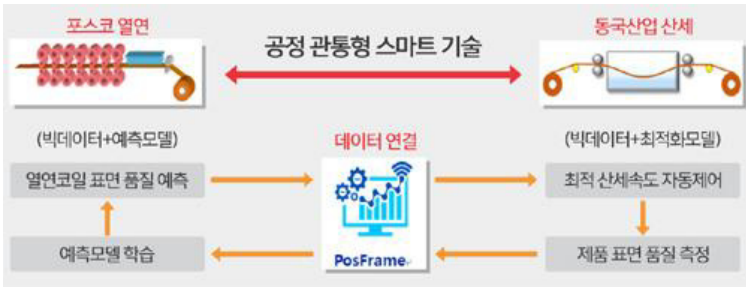 포스코 열연
공정 관통형 스마트 기술
동국산업 산세
(빅데이터+예측모델)
데이터 연결
(빅데이터+최적화모델)
열연코일 표면 품질 예측
최적 산세속도 자동제어
예측모델 학습
PosFrame
제품 표면 품질 측정